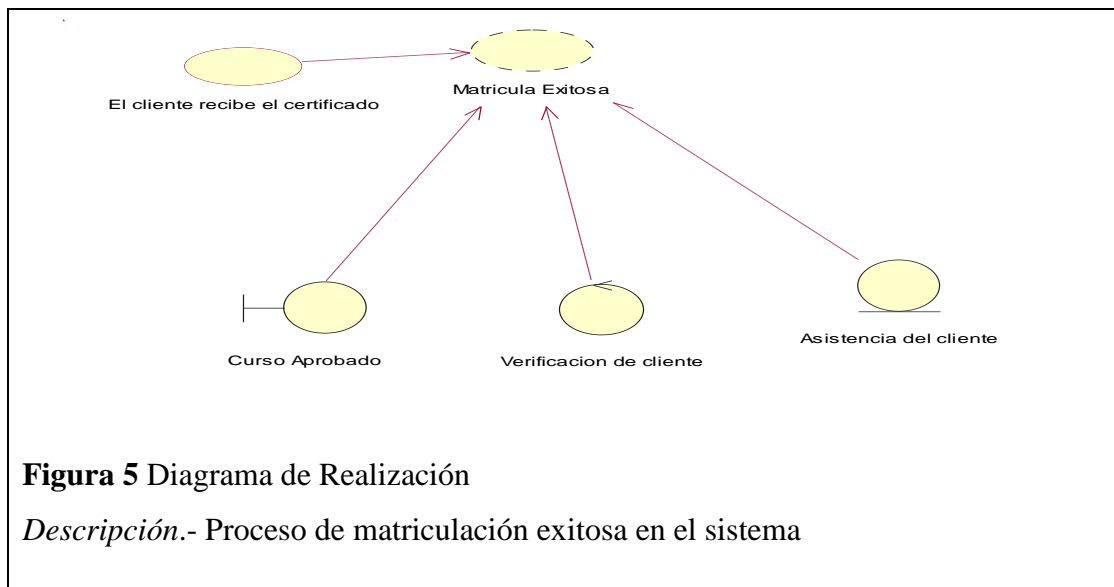 Matricula Exitosa
El cliente recibe el certificado
Curso Aprobado
Verificacion de cliente
Asistencia del cliente
Figura 5 Diagrama de Realización
Descripción.- Proceso de matriculación exitosa en el sistema